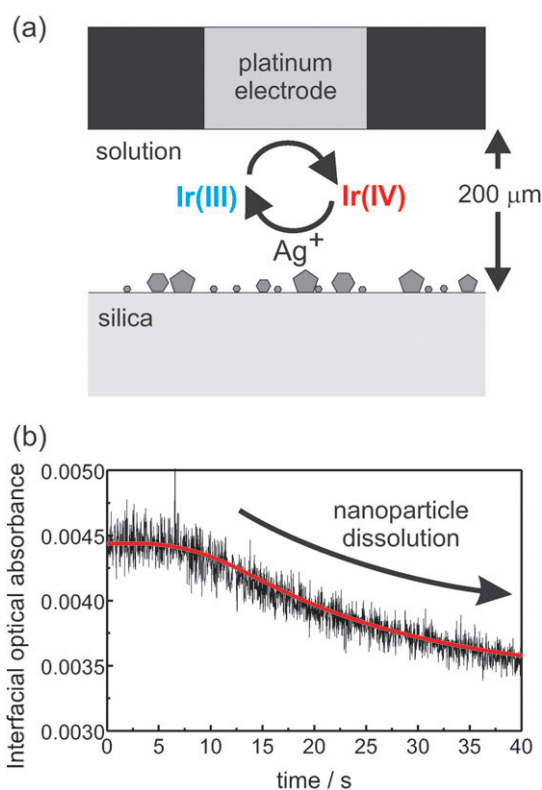 (a)
platinum
electrode
solution
Ir(III)
Ir(IV)
200 μm
Ag⁺
silica
(b)
Interfacial optical absorbance
0.0050
0.0045
0.0040
0.0035
0.0030
nanoparticle
dissolution
0 5 10 15 20 25 30 35 40
time / s